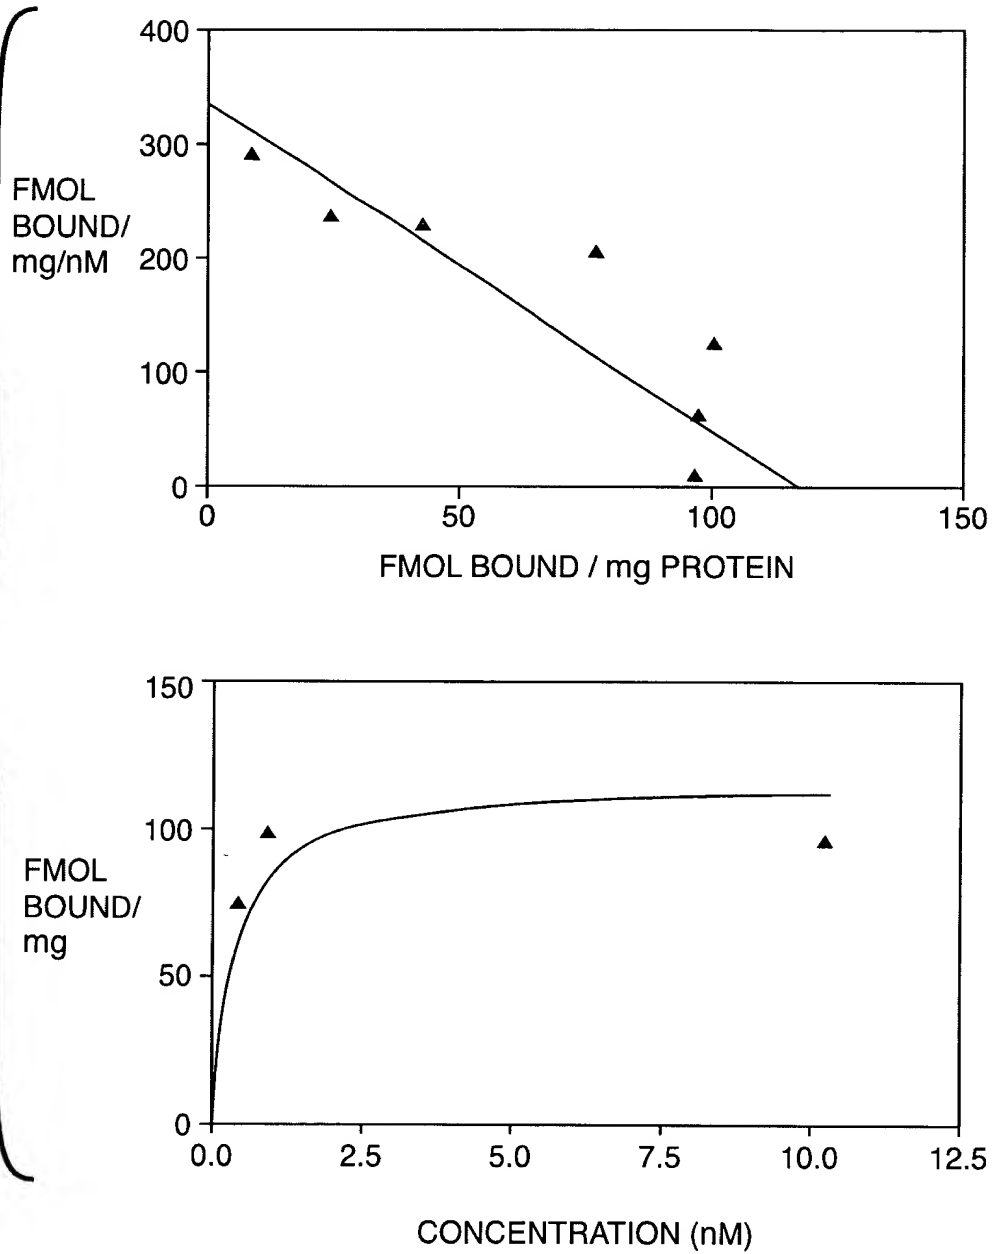 400
300
200
100
0
FMOL
BOUND/
mg/nM
0 50 100 150
FMOL BOUND / mg PROTEIN
150
100
50
0
FMOL
BOUND/
mg
0.0 2.5 5.0 7.5 10.0 12.5
CONCENTRATION (nM)